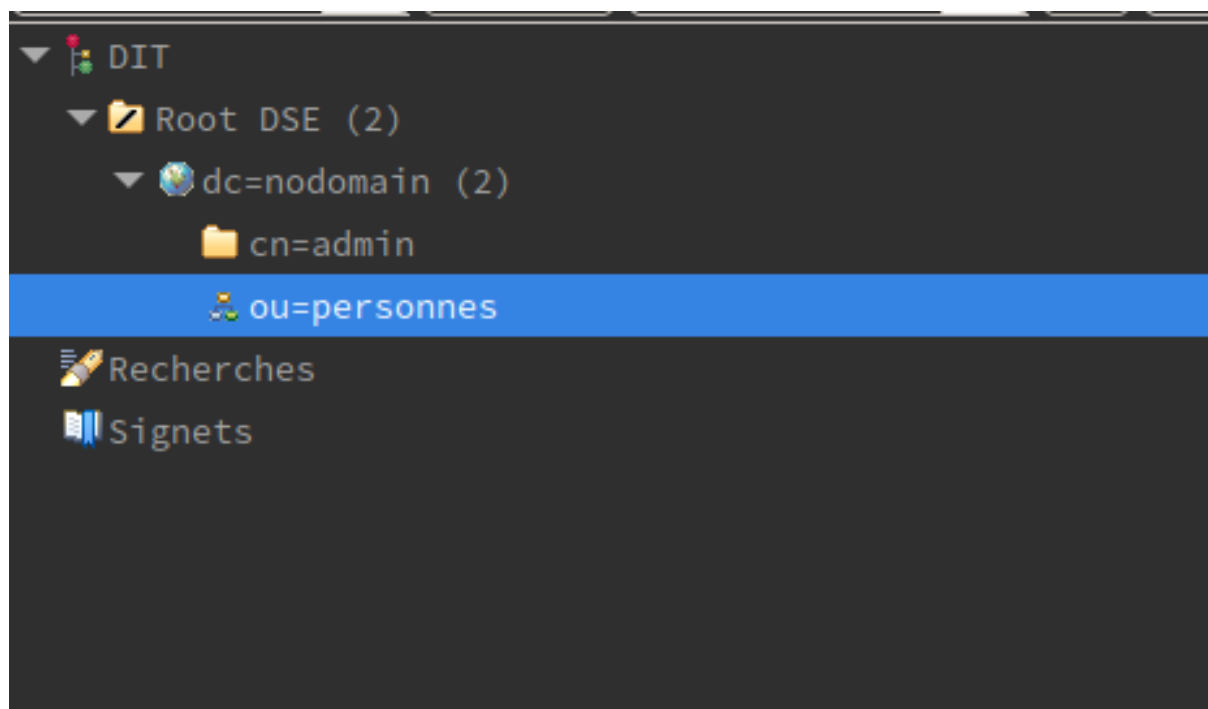 DIT
Root DSE (2)
dc=nodomain (2)
cn=admin
ou=personnes
Recherches
Signets